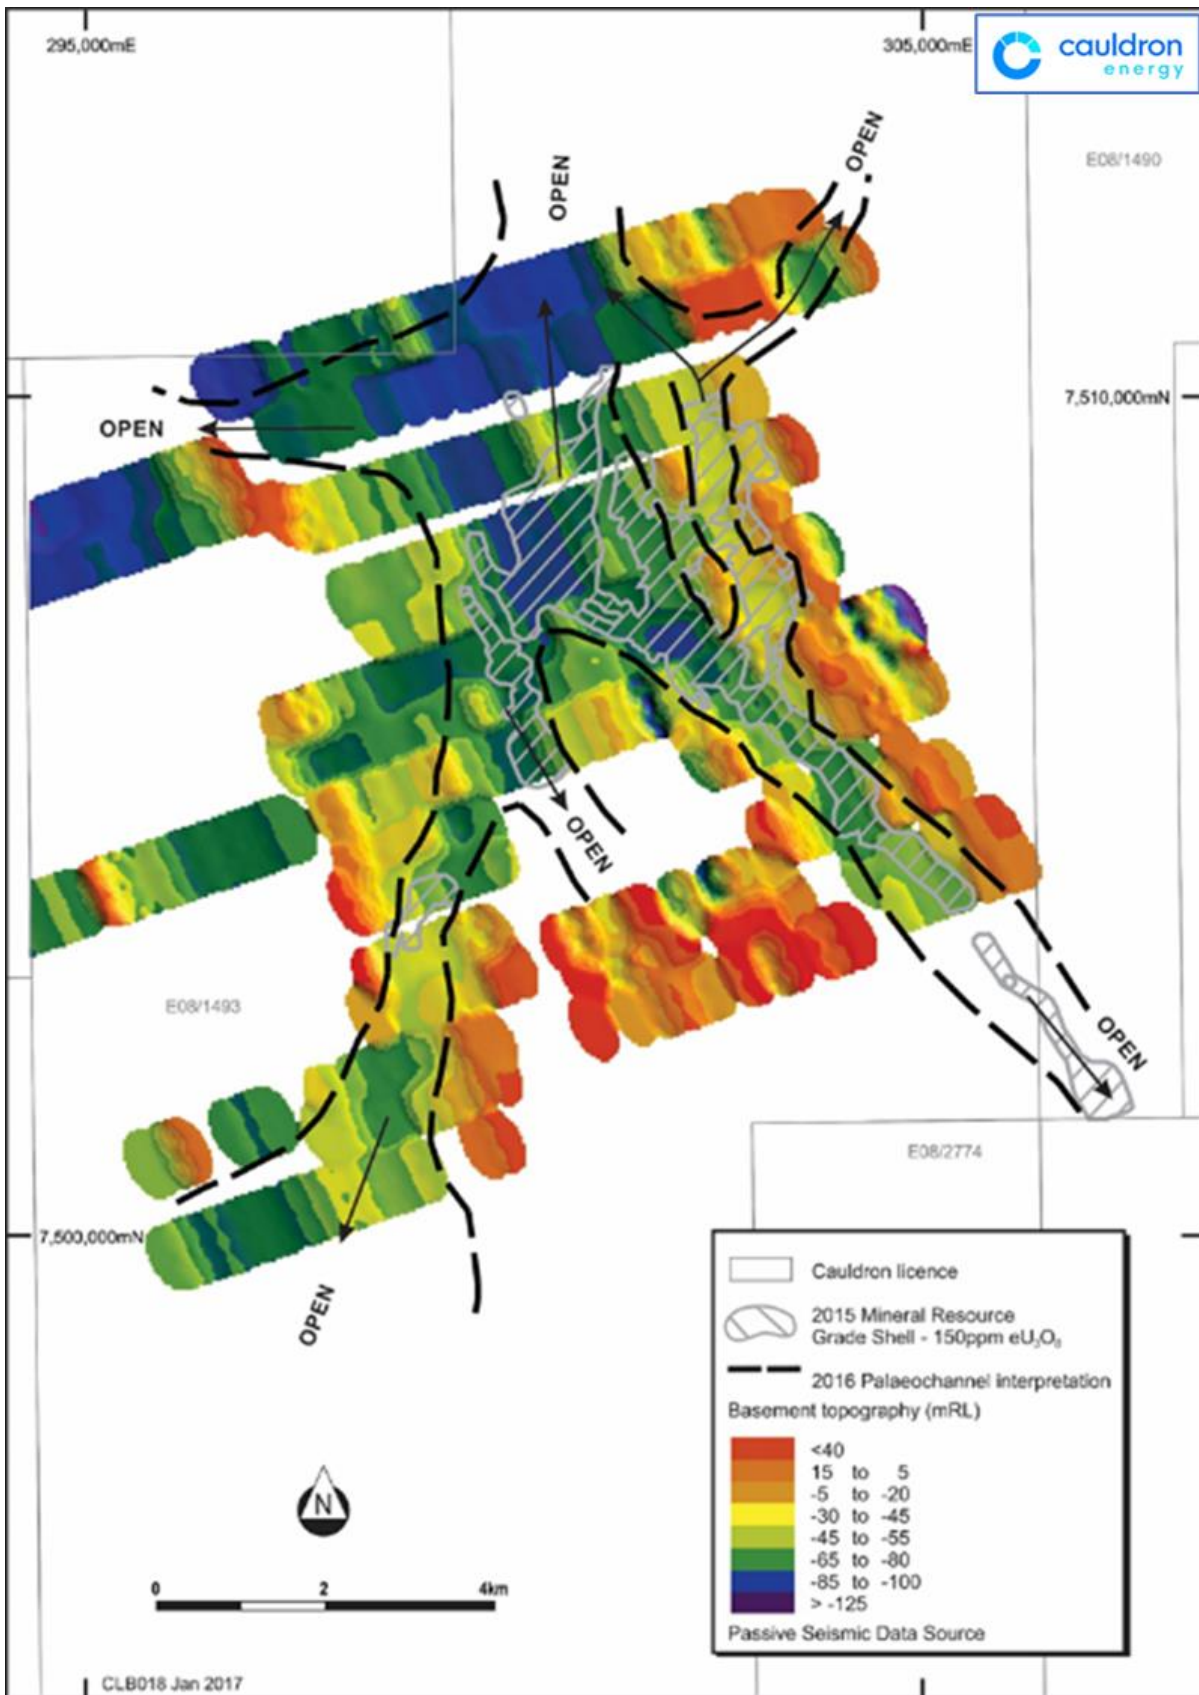 295,000mE
305,000mE
cauldron
energy
OPEN
OPEN
E08/1490
7,510,000mN
OPEN
OPEN
E08/1493
OPEN
E08/2774
7,500,000mN
OPEN
Cauldron licence
2015 Mineral Resource
Grade Shell - 150ppm eU₃O₈
2016 Palaeochannel interpretation
Basement topography (mRL)
<40
15 to 5
-5 to -20
-30 to -45
-45 to -55
-65 to -80
-85 to -100
> -125
Passive Seismic Data Source
N
0 2 4km
CLB018 Jan 2017